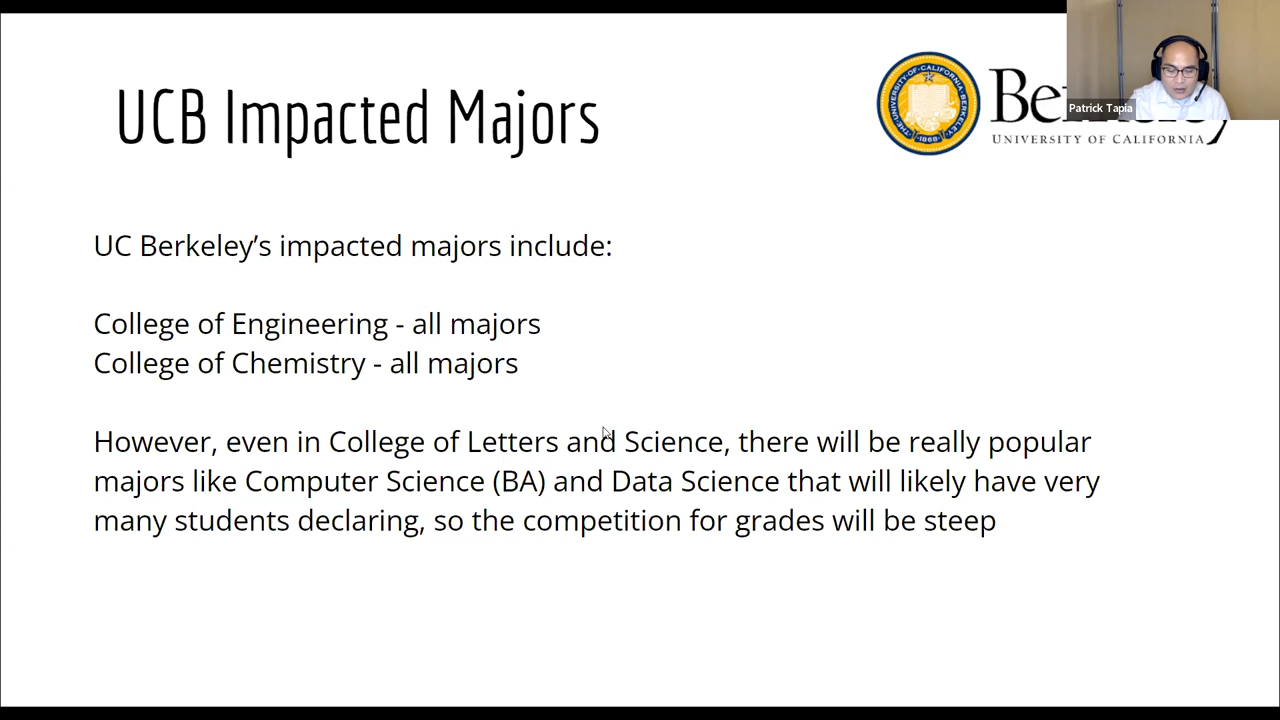 UCB Impacted Majors
UNIVERSITY OF CALIFORNIA
Patrick Tapia
UC Berkeley’s impacted majors include:
College of Engineering - all majors
College of Chemistry - all majors
However, even in College of Letters and Science, there will be really popular
majors like Computer Science (BA) and Data Science that will likely have very
many students declaring, so the competition for grades will be steep